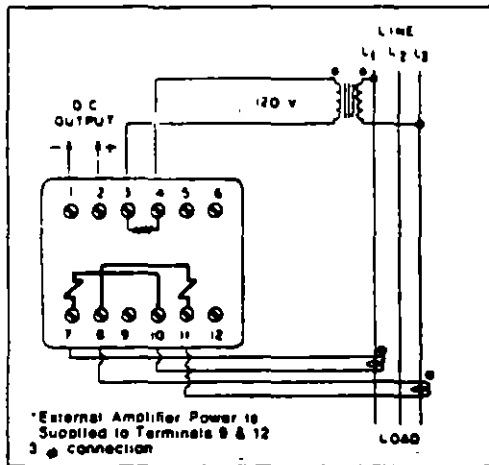 LINE
L1 L2 L3
D.C.
OUTPUT
120 V
- +
1 2 3 4 5 6
7 8 9 10 11 12
*External Amplifier Power is
Supplied to Terminals 9 & 12
3 ø connection
LOAD